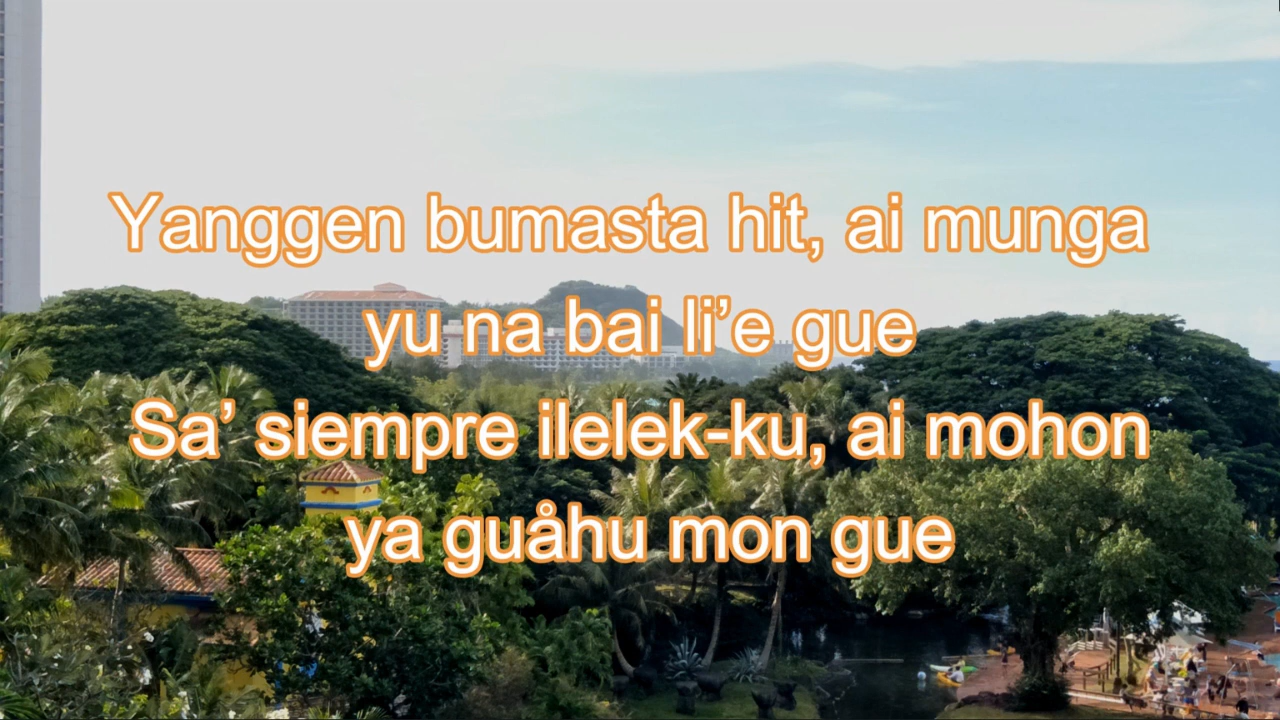 Yanggen bumasta hit, ai munga
yu na bai li’e gue
Sa’ siempre ilelek-ku, ai mohon
ya guåhu mon gue